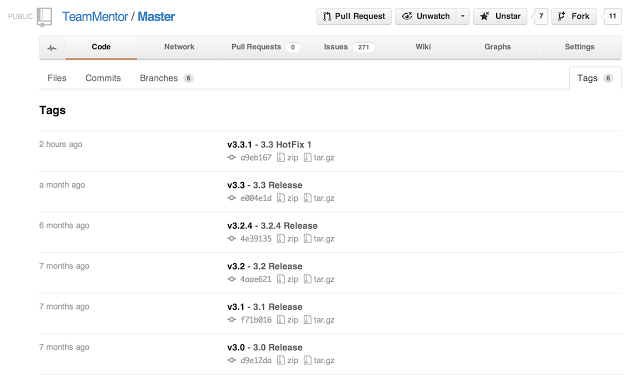 PUBLIC TeamMentor / Master Pull Request Unwatch Unstar 7 Fork 11
Code Network Pull Requests 0 Issues 271 Wiki Graphs Settings
Files Commits Branches 6 Tags 6
Tags
2 hours ago v3.3.1 - 3.3 HotFix 1
a9eb167 zip tar.gz
a month ago v3.3 - 3.3 Release
e004e1d zip tar.gz
6 months ago v3.2.4 - 3.2.4 Release
4e39135 zip tar.gz
7 months ago v3.2 - 3.2 Release
4aae621 zip tar.gz
7 months ago v3.1 - 3.1 Release
f71b016 zip tar.gz
7 months ago v3.0 - 3.0 Release
d9e12da zip tar.gz